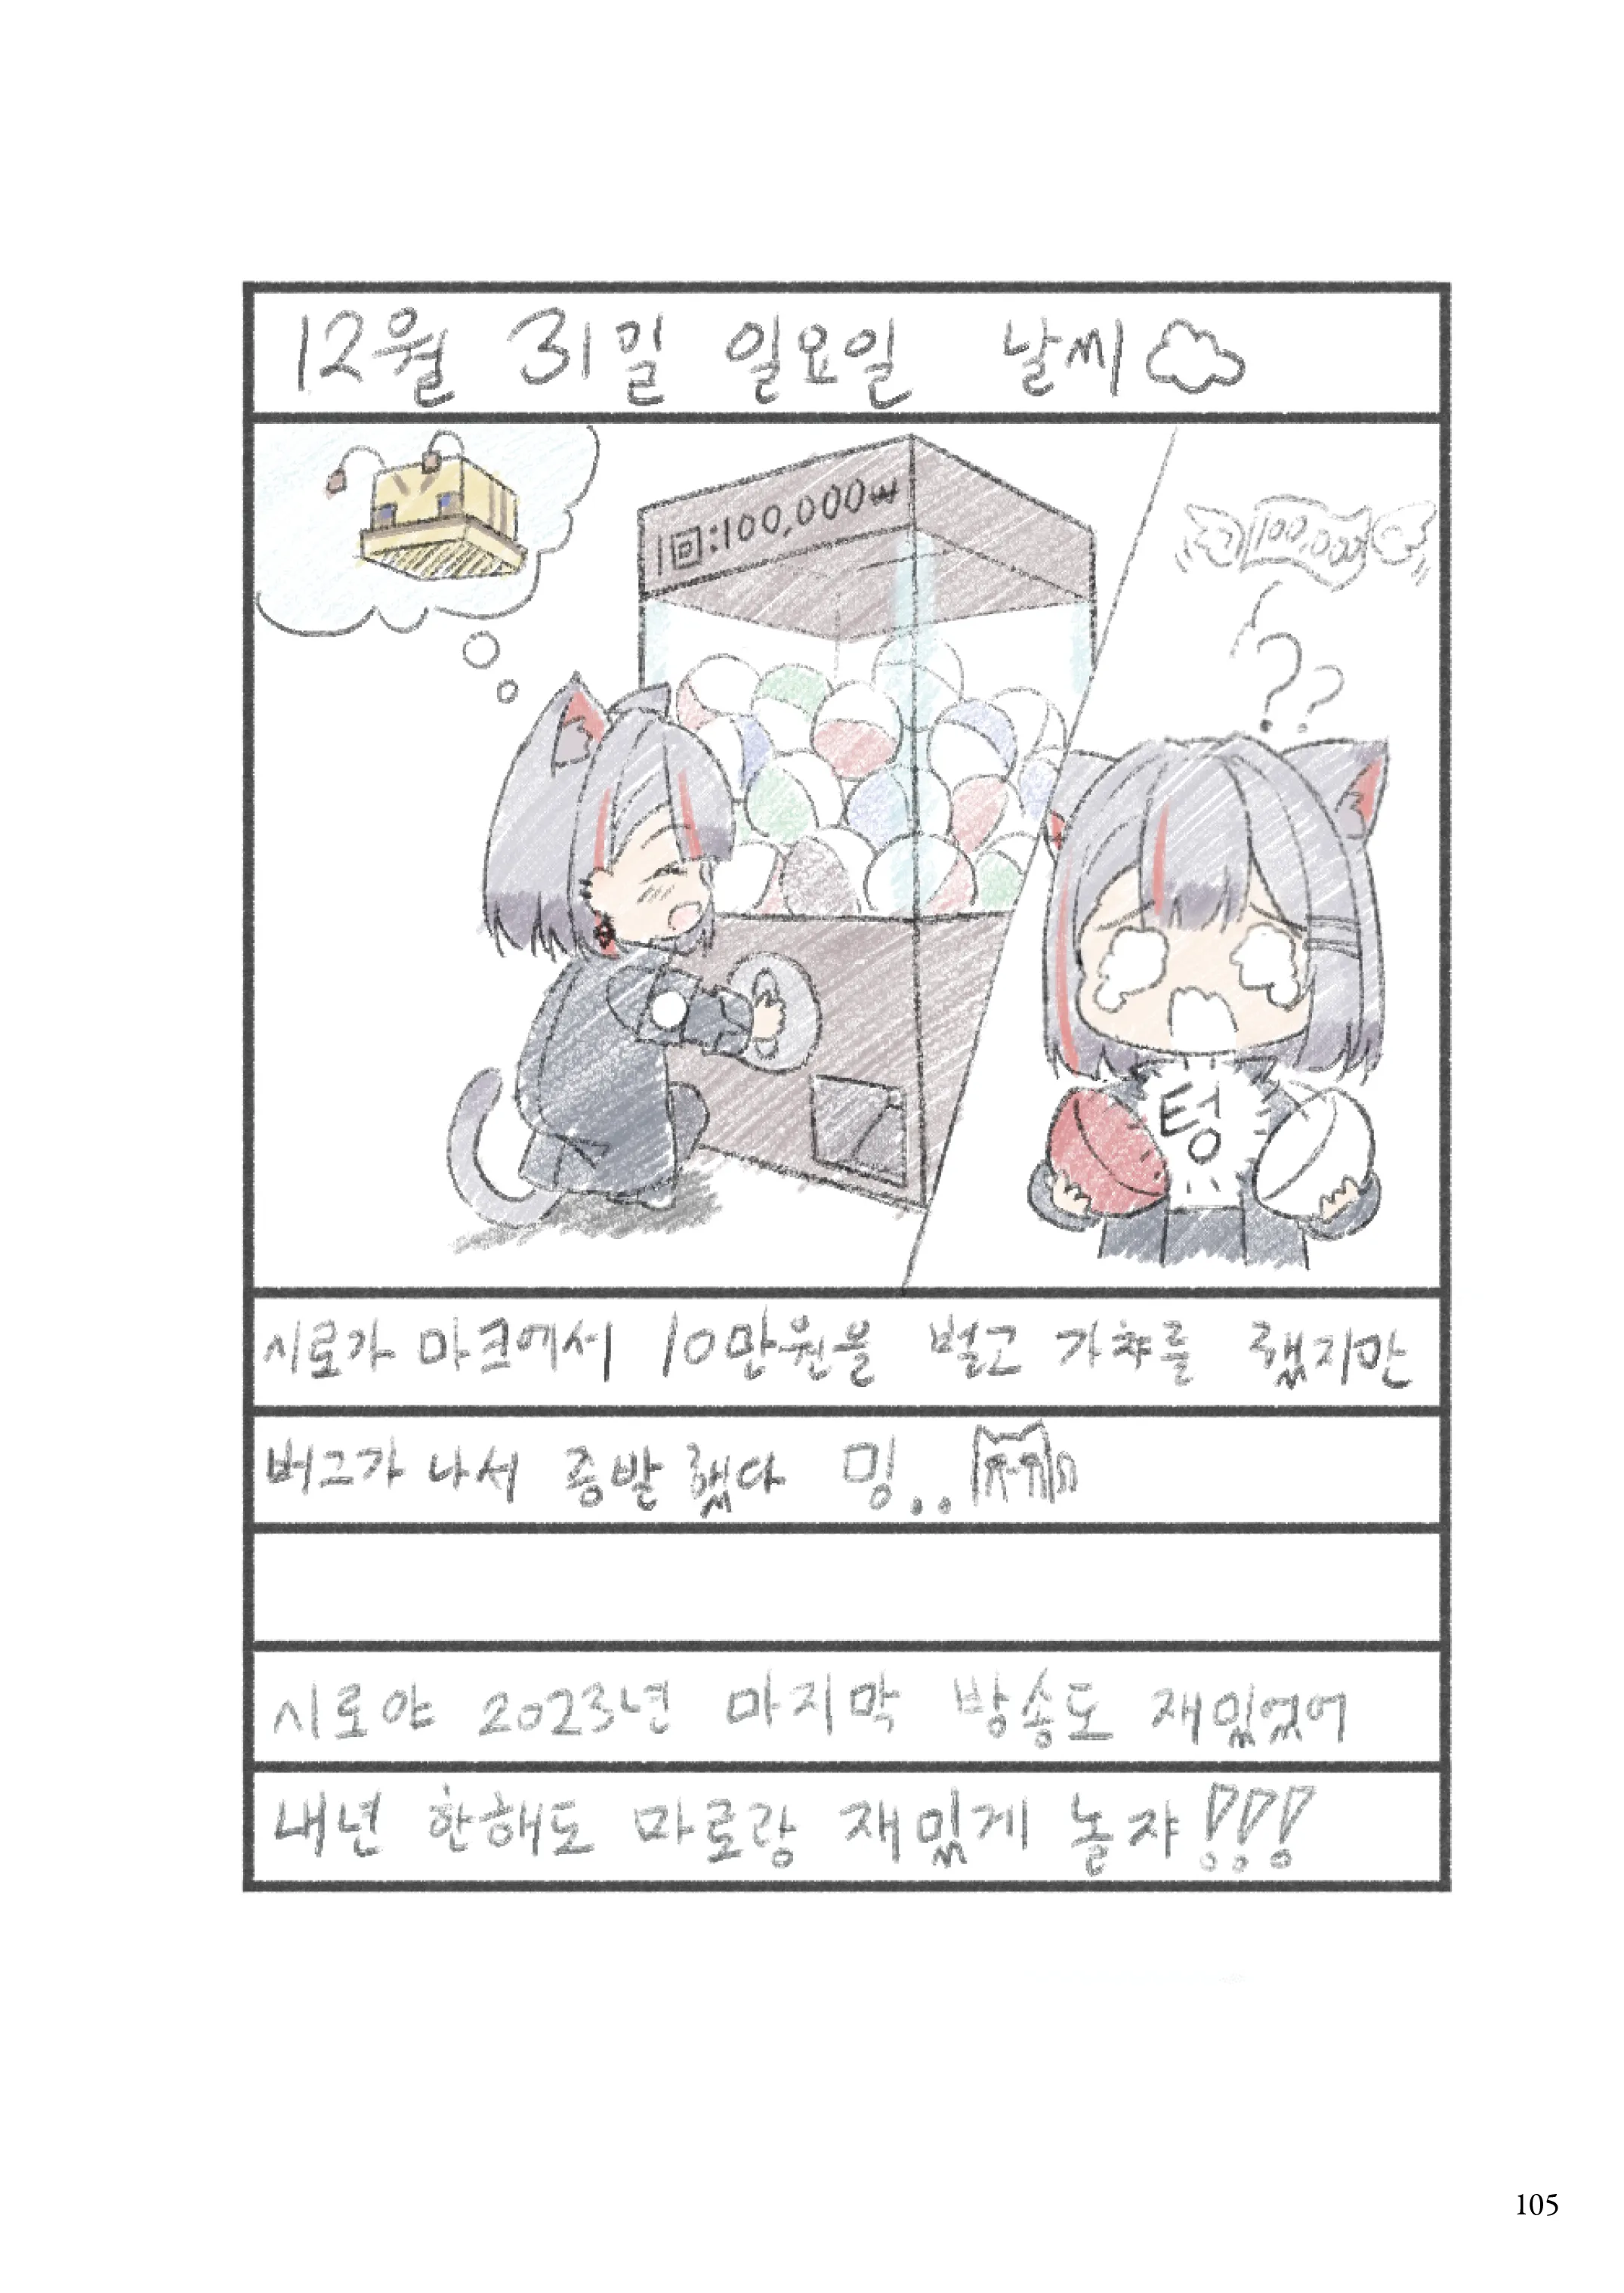 12월 31일 일요일 날씨
1回:100,000₩
100,000
??
텅
시로가 마크에서 10만원을 벌고 가챠를 했지만
버그가 나서 증발했다 밍..
시로야 2023년 마지막 방송도 재밌었어
내년 한해도 마로랑 재밌게 놀쟈!!!
105